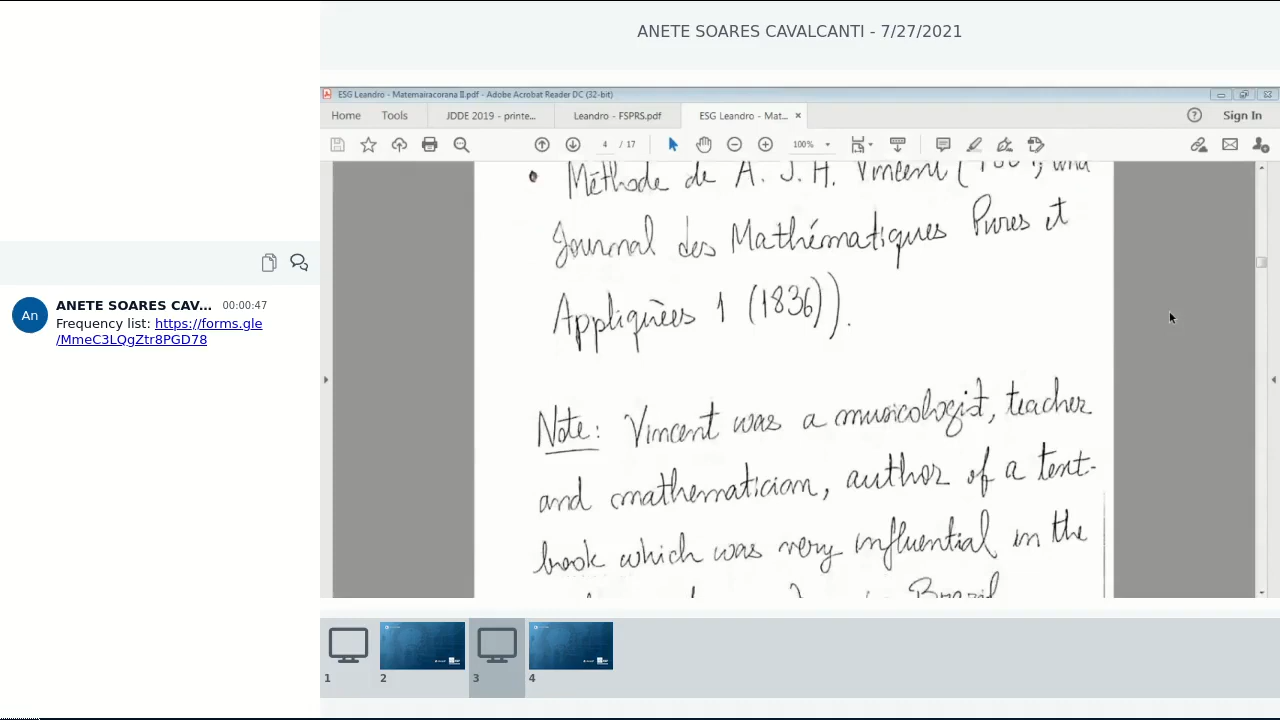 ANETE SOARES CAVALCANTI - 7/27/2021
ESG Leandro - Matemairacorana II.pdf - Adobe Acrobat Reader DC (32-bit)
Home Tools JDDE 2019 - printe... Leandro - FSPRS.pdf ESG Leandro - Mat... × Sign In
4 / 17 100%
• Méthode de A. J. H. Vincent ( and
Journal des Mathématiques Pures et
Appliquèes 1 (1836)).
Note: Vincent was a musicologist, teacher
and mathematician, author of a text-
book which was very influential in the
Brazil
An
ANETE SOARES CAV... 00:00:47
Frequency list: https://forms.gle
/MmeC3LQgZtr8PGD78
1 2 3 4